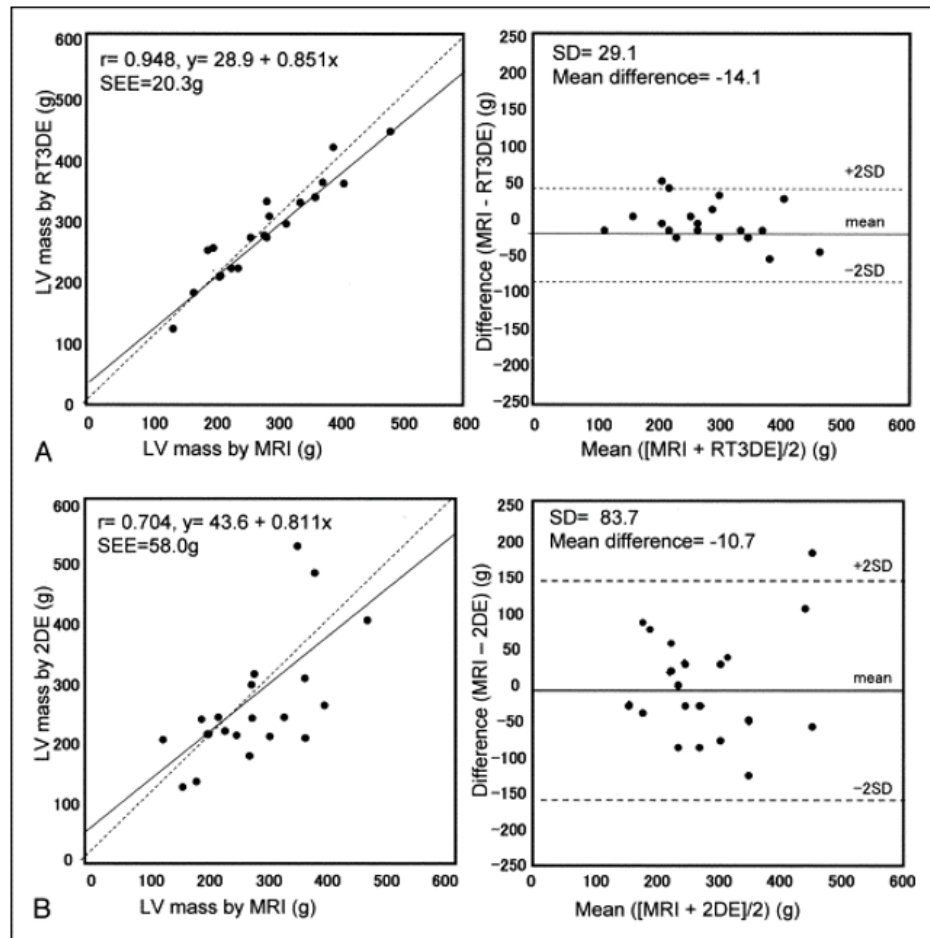 r= 0.948, y= 28.9 + 0.851x
SEE=20.3g
600
500
400
300
200
100
0
LV mass by RT3DE (g)
0 100 200 300 400 500 600
LV mass by MRI (g)
A
SD= 29.1
Mean difference= -14.1
250
200
150
100
50
0
−50
−100
−150
−200
−250
Difference (MRI - RT3DE) (g)
+2SD
mean
−2SD
0 100 200 300 400 500 600
Mean ([MRI + RT3DE]/2) (g)
r= 0.704, y= 43.6 + 0.811x
SEE=58.0g
600
500
400
300
200
100
0
LV mass by 2DE (g)
0 100 200 300 400 500 600
LV mass by MRI (g)
B
SD= 83.7
Mean difference= -10.7
250
200
150
100
50
0
−50
−100
−150
−200
−250
Difference (MRI – 2DE) (g)
+2SD
mean
−2SD
0 100 200 300 400 500 600
Mean ([MRI + 2DE]/2) (g)